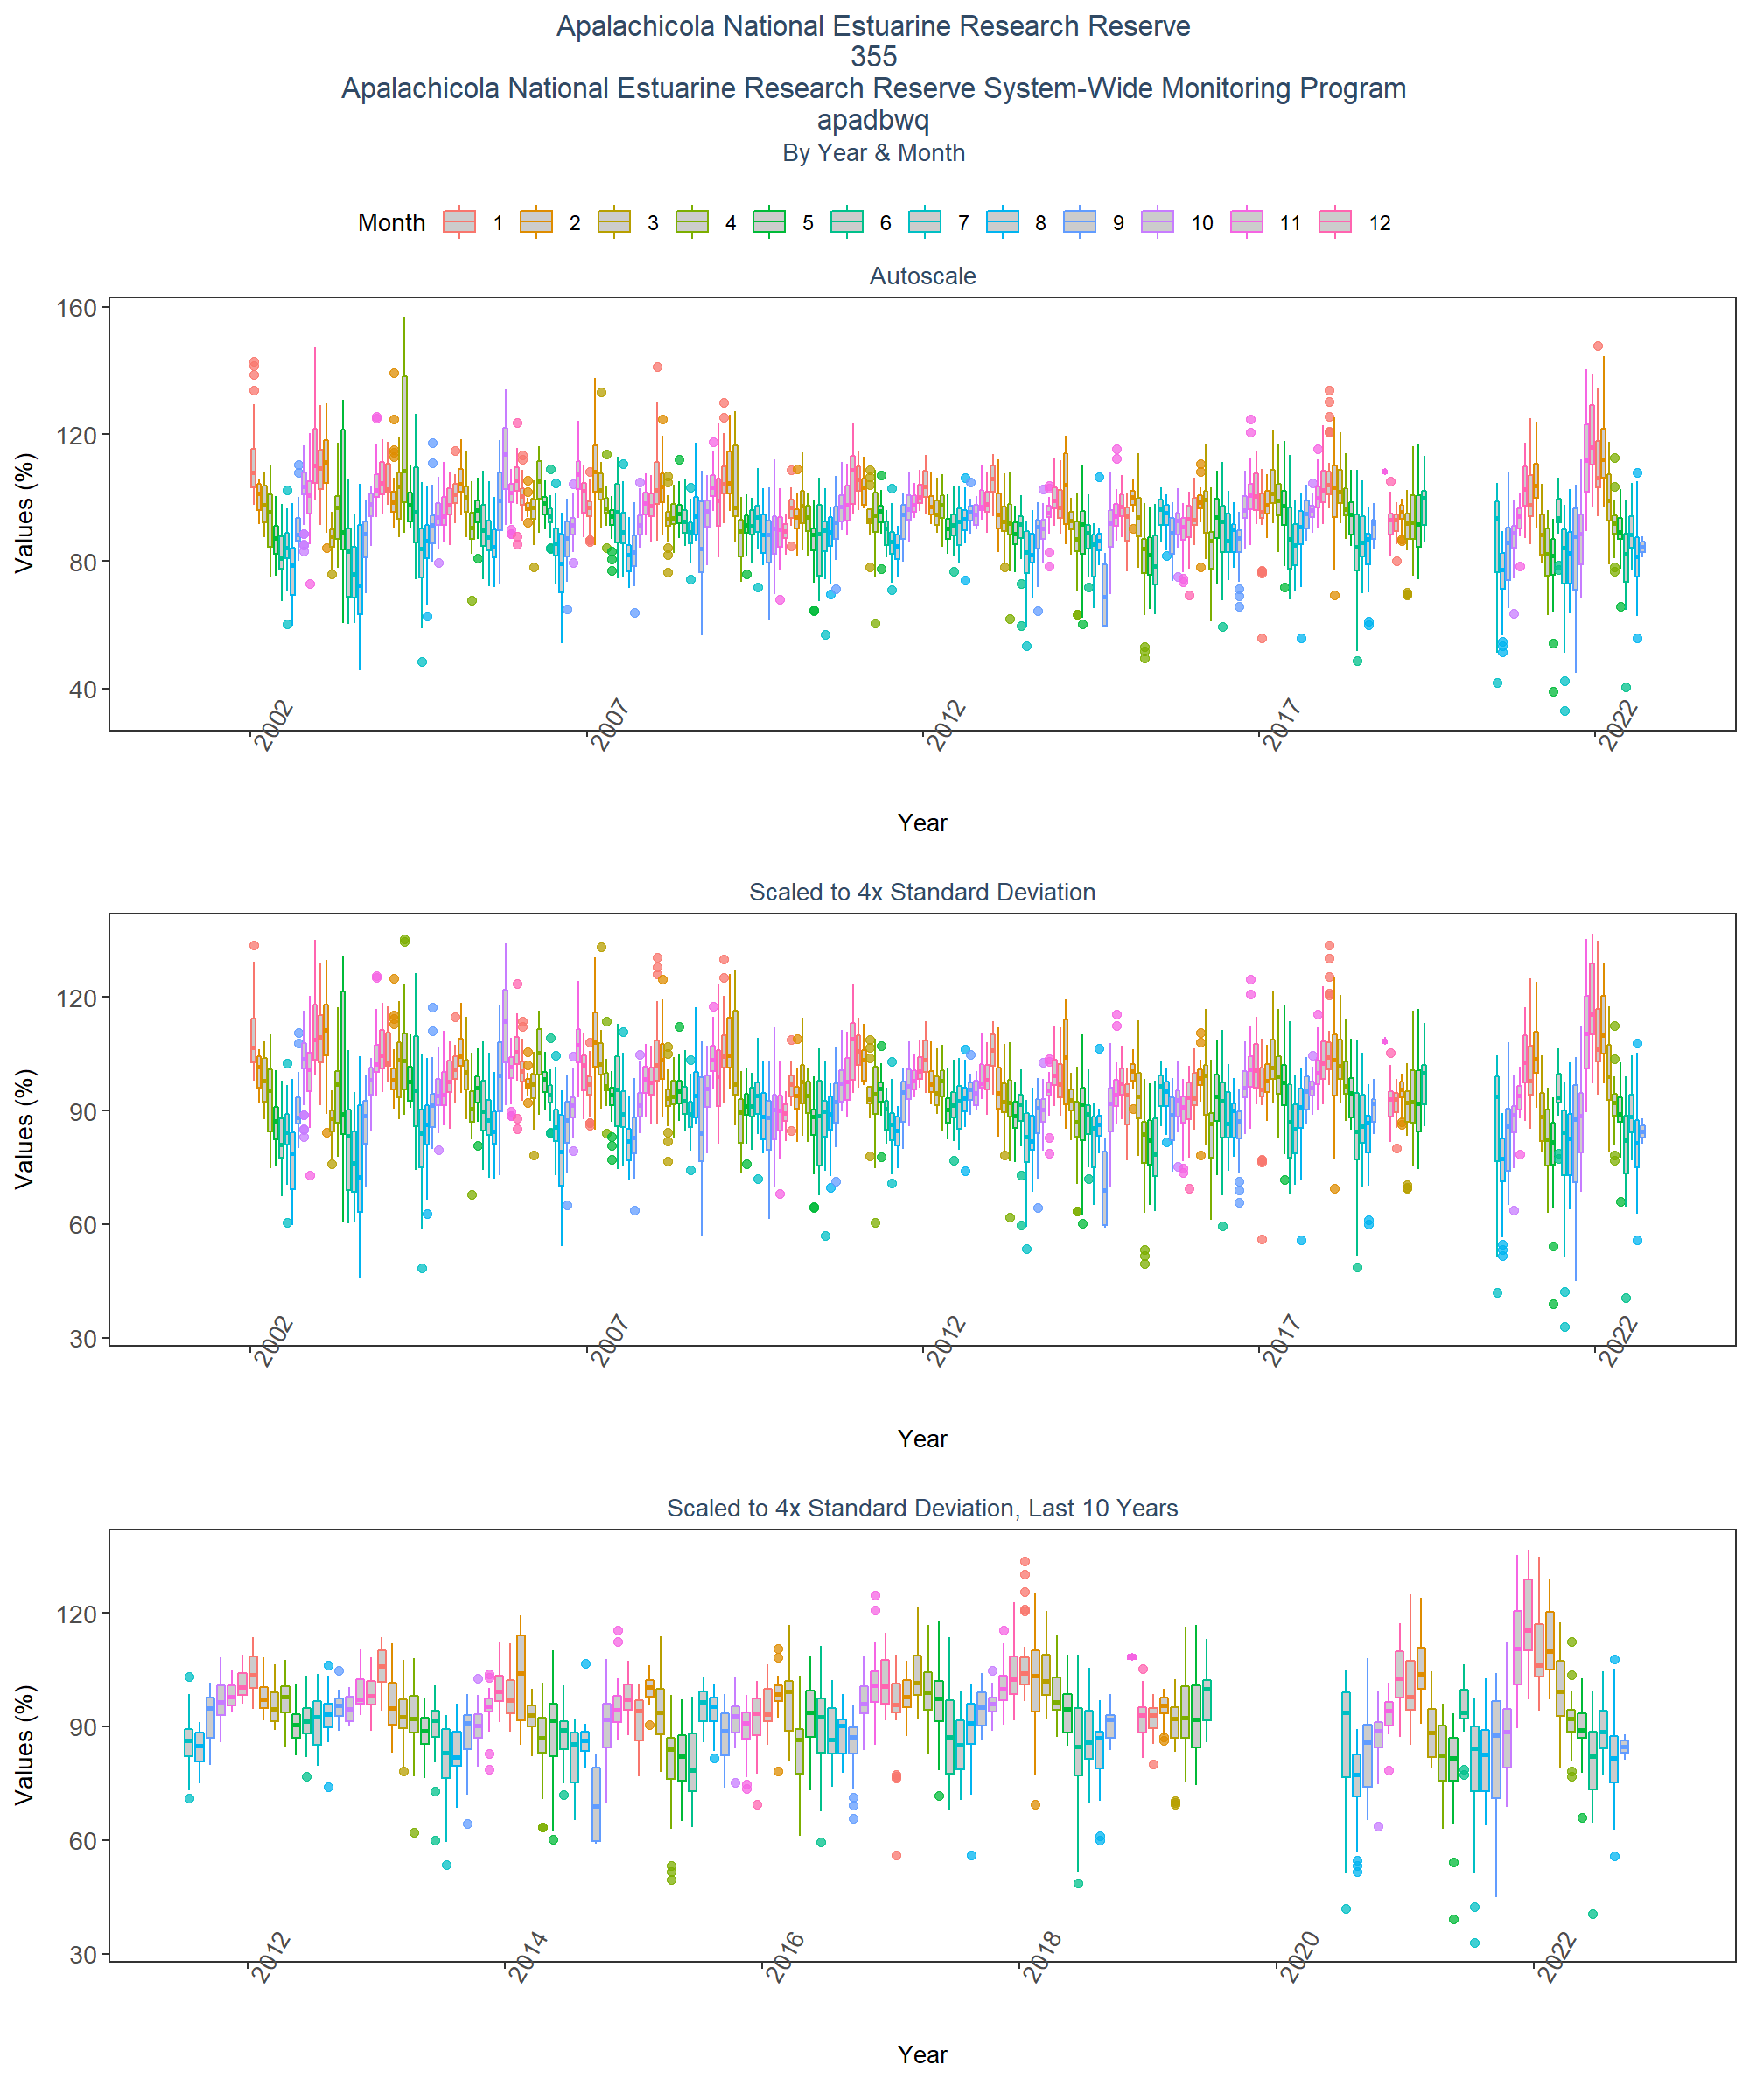 Apalachicola National Estuarine Research Reserve
355
Apalachicola National Estuarine Research Reserve System-Wide Monitoring Program
apadbwq
By Year & Month
Month 1 2 3 4 5 6 7 8 9 10 11 12
Autoscale
Values (%)
160
120
80
40
2002 2007 2012 2017 2022
Year
Scaled to 4x Standard Deviation
Values (%)
120
90
60
30
2002 2007 2012 2017 2022
Year
Scaled to 4x Standard Deviation, Last 10 Years
Values (%)
120
90
60
30
2012 2014 2016 2018 2020 2022
Year